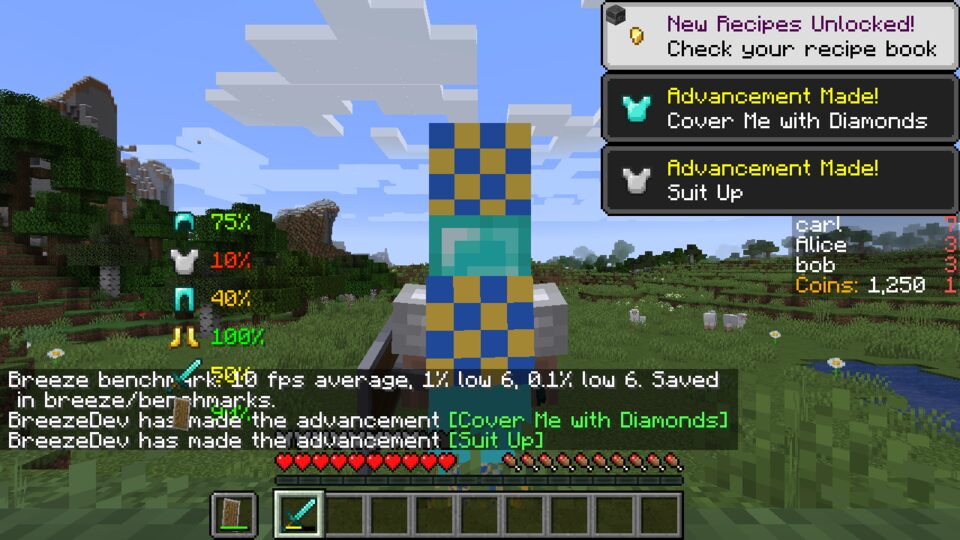 New Recipes Unlocked!
Check your recipe book
Advancement Made!
Cover Me with Diamonds
Advancement Made!
Suit Up
carl 7
Alice 3
bob 3
Coins: 1,250 1
75%
10%
40%
100%
50%
Breeze benchmark: 10 fps average, 1% low 6, 0.1% low 6. Saved
in breeze/benchmarks.
BreezeDev has made the advancement [Cover Me with Diamonds]
BreezeDev has made the advancement [Suit Up]